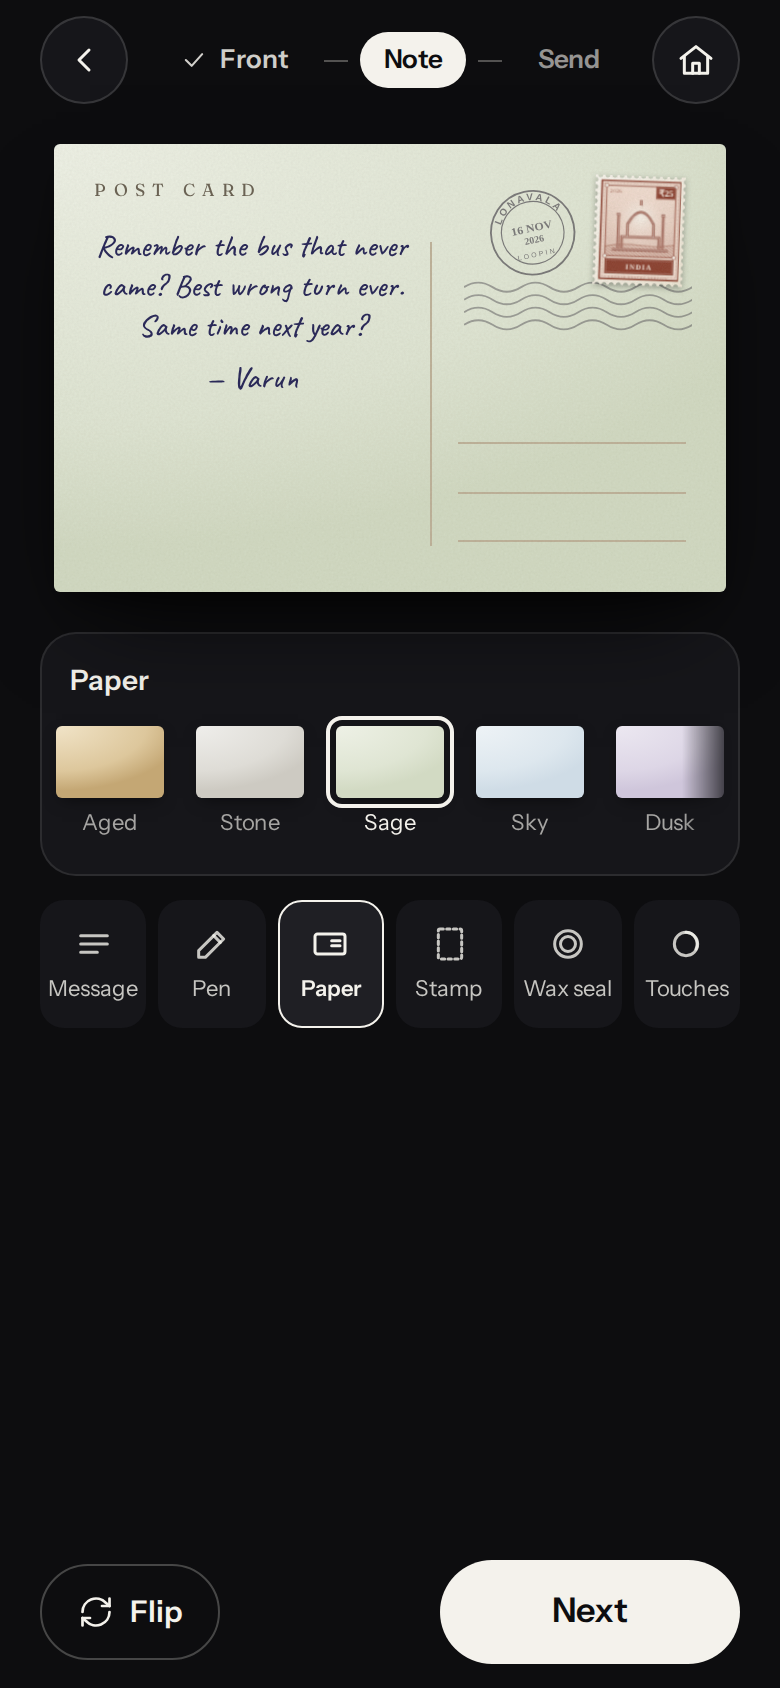 Front
Note
Send
POST CARD
Remember the bus that never
came? Best wrong turn ever.
Same time next year?
– Varun
LONAVALA
16 NOV
2026
LOOPIN
₹25
INDIA
Paper
Aged
Stone
Sage
Sky
Dusk
Message
Pen
Paper
Stamp
Wax seal
Touches
Flip
Next